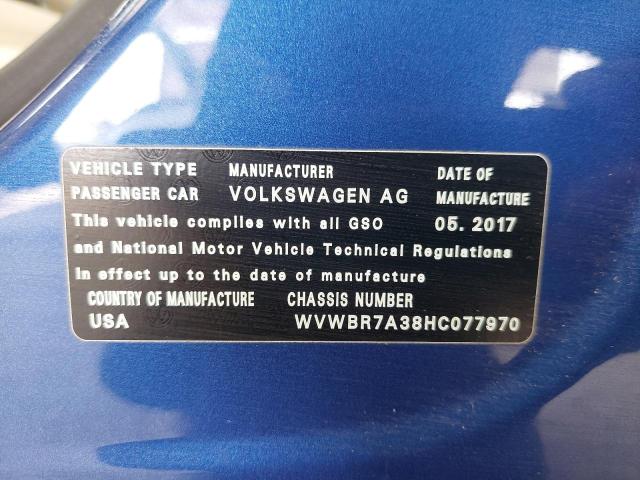 VEHICLE TYPE MANUFACTURER DATE OF
PASSENGER CAR VOLKSWAGEN AG MANUFACTURE
This vehicle complies with all GSO 05. 2017
and National Motor Vehicle Technical Regulations
In effect up to the date of manufacture
COUNTRY OF MANUFACTURE CHASSIS NUMBER
USA WVWBR7A38HC077970